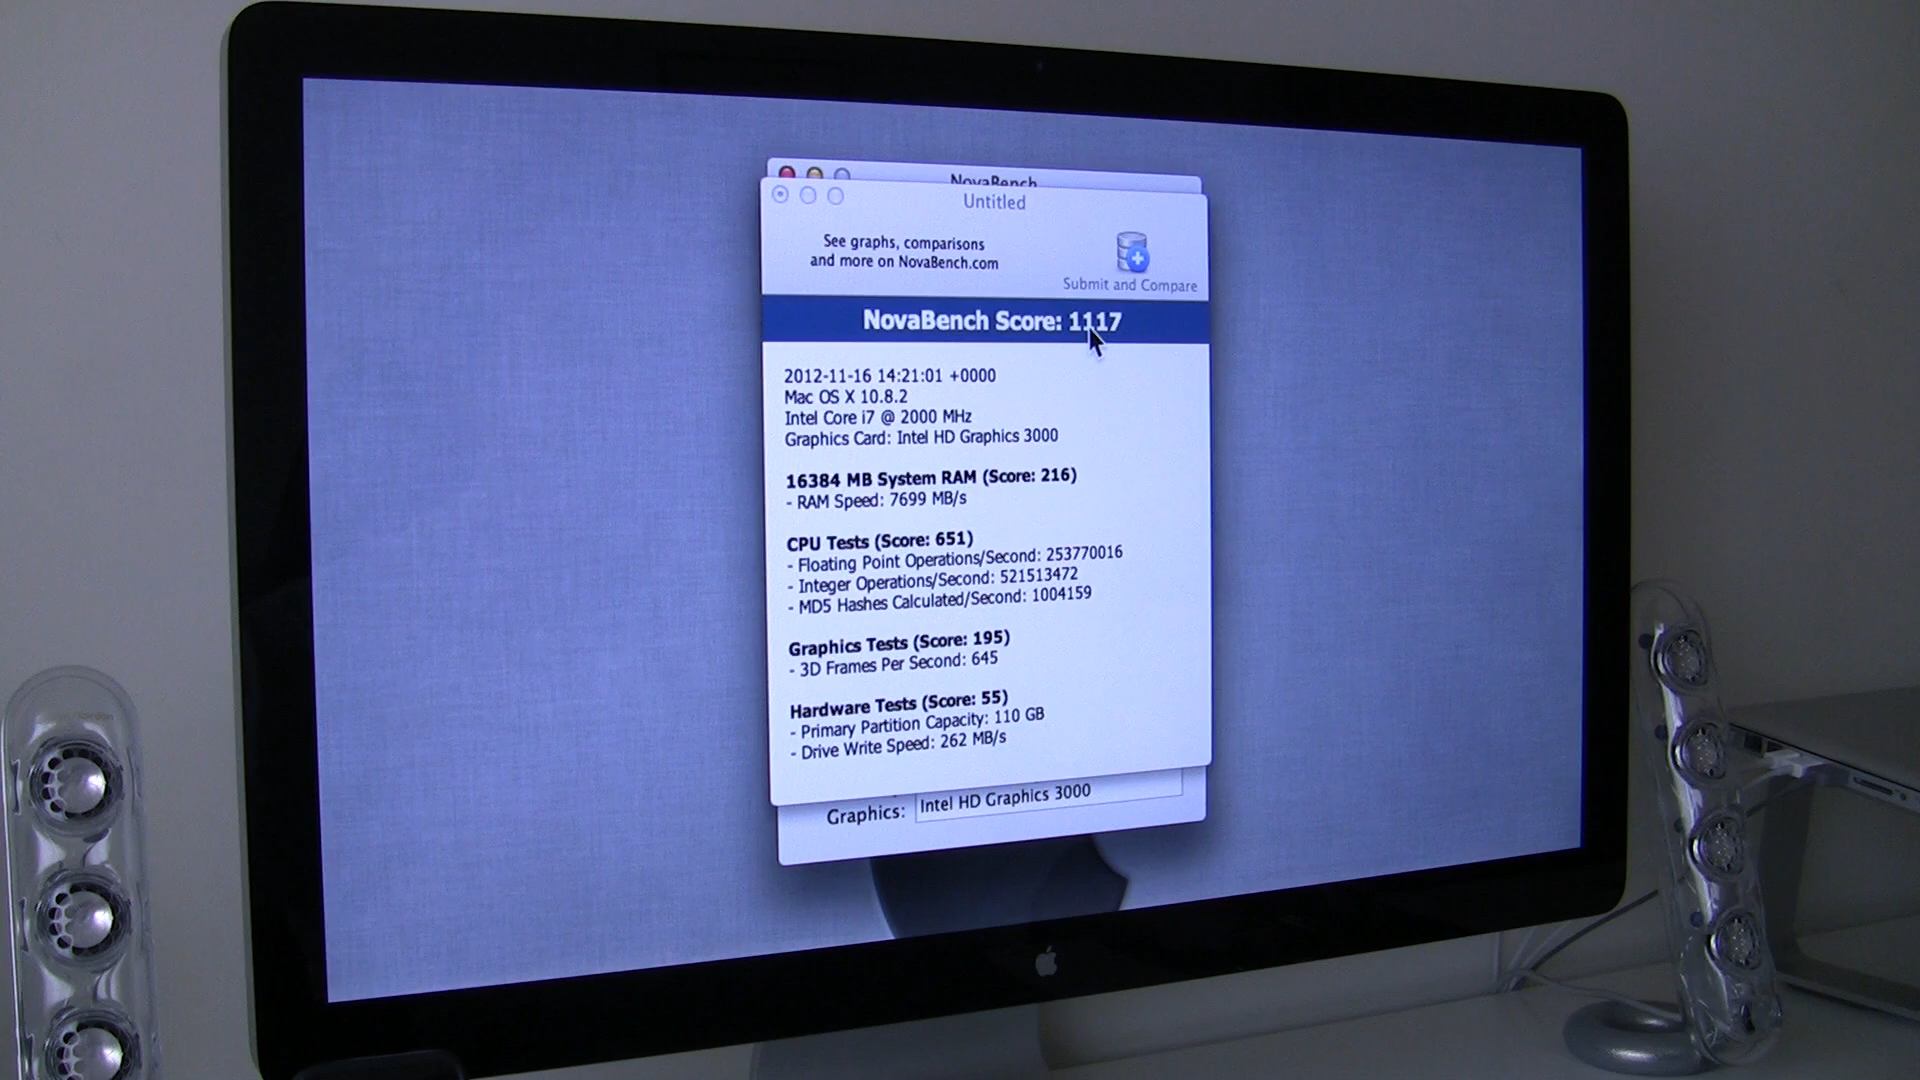 NovaBench
Untitled
See graphs, comparisons
and more on NovaBench.com
Submit and Compare
NovaBench Score: 1117
2012-11-16 14:21:01 +0000
Mac OS X 10.8.2
Intel Core i7 @ 2000 MHz
Graphics Card: Intel HD Graphics 3000
16384 MB System RAM (Score: 216)
- RAM Speed: 7699 MB/s
CPU Tests (Score: 651)
- Floating Point Operations/Second: 253770016
- Integer Operations/Second: 521513472
- MD5 Hashes Calculated/Second: 1004159
Graphics Tests (Score: 195)
- 3D Frames Per Second: 645
Hardware Tests (Score: 55)
- Primary Partition Capacity: 110 GB
- Drive Write Speed: 262 MB/s
Graphics: Intel HD Graphics 3000